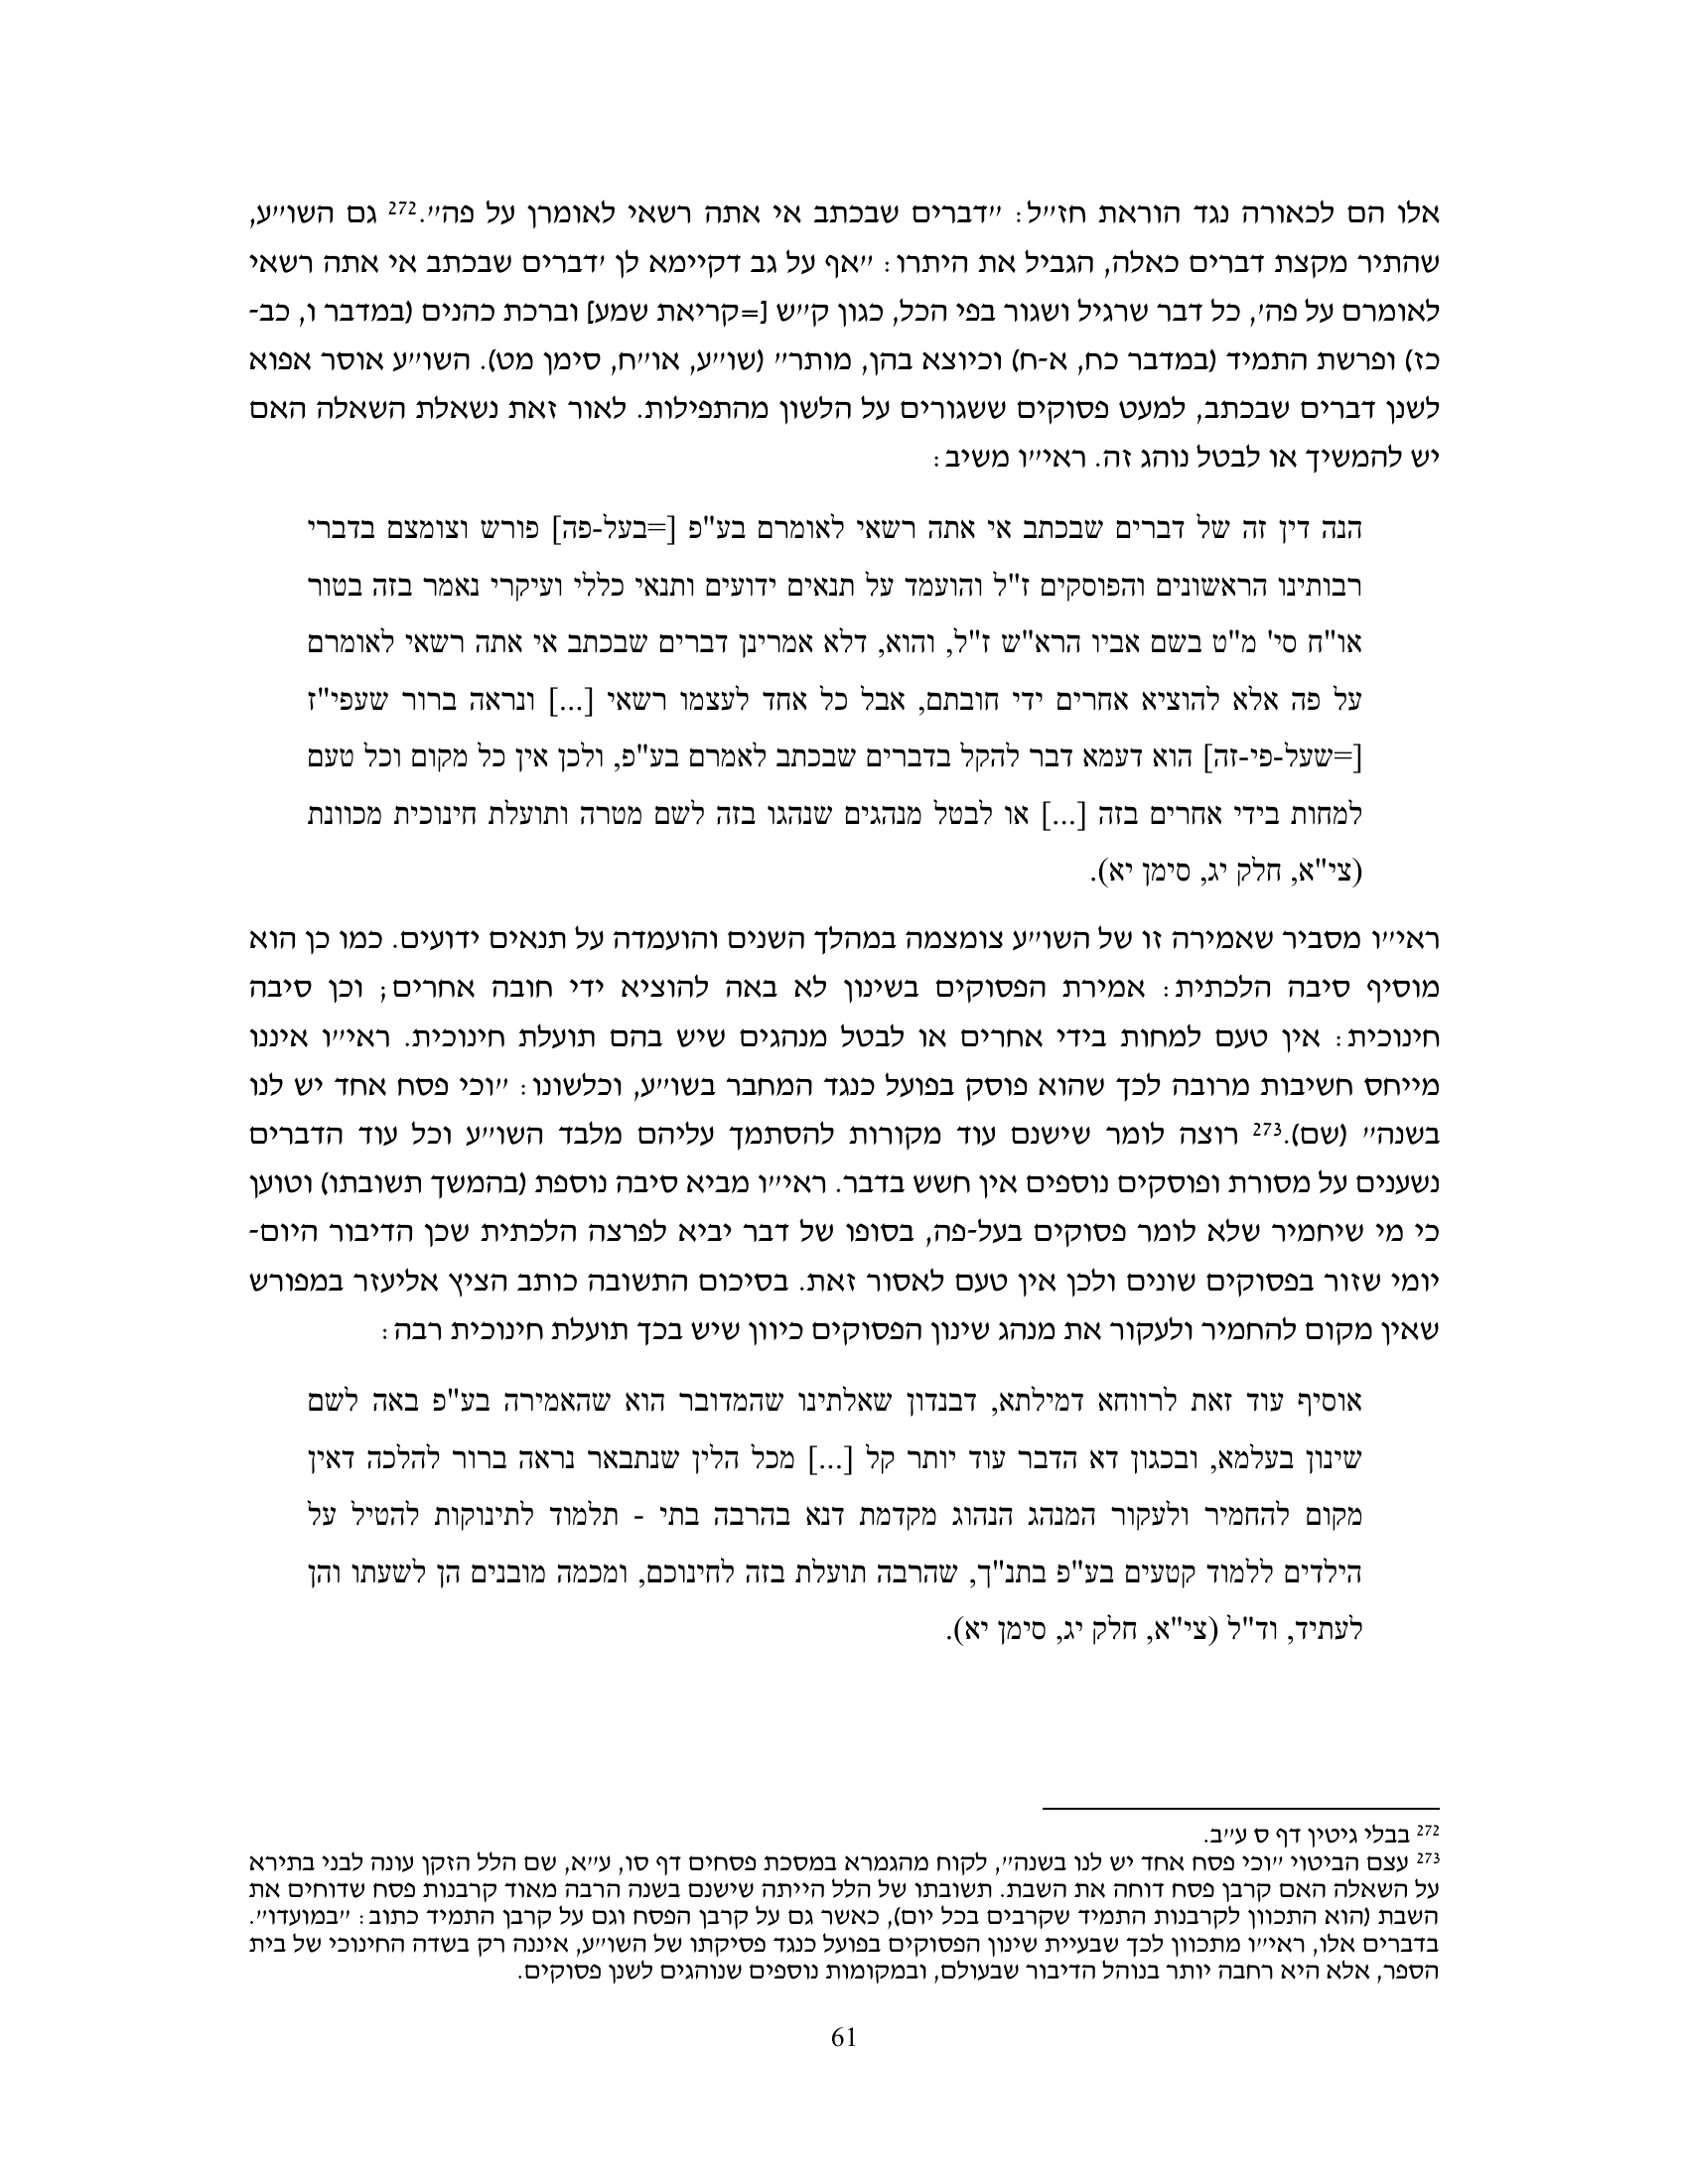 אלו הם לכאורה נגד הוראת חז״ל: ״דברים שבכתב אי אתה רשאי לאומרן על פה״.272 גם השו״ע,
שהתיר מקצת דברים כאלה, הגביל את היתרו: ״אף על גב דקיימא לן ׳דברים שבכתב אי אתה רשאי
לאומרם על פה׳, כל דבר שרגיל ושגור בפי הכל, כגון ק״ש [=קריאת שמע] וברכת כהנים (במדבר ו, כב-
כז) ופרשת התמיד (במדבר כח, א-ח) וכיוצא בהן, מותר״ (שו״ע, או״ח, סימן מט). השו״ע אוסר אפוא
לשנן דברים שבכתב, למעט פסוקים ששגורים על הלשון מהתפילות. לאור זאת נשאלת השאלה האם
יש להמשיך או לבטל נוהג זה. ראי״ו משיב:
הנה דין זה של דברים שבכתב אי אתה רשאי לאומרם בע"פ [=בעל-פה] פורש וצומצם בדברי
רבותינו הראשונים והפוסקים ז"ל והועמד על תנאים ידועים ותנאי כללי ועיקרי נאמר בזה בטור
או"ח סי' מ"ט בשם אביו הרא"ש ז"ל, והוא, דלא אמרינן דברים שבכתב אי אתה רשאי לאומרם
על פה אלא להוציא אחרים ידי חובתם, אבל כל אחד לעצמו רשאי [...] ונראה ברור שעפי"ז
[=שעל-פי-זה] הוא דעמא דבר להקל בדברים שבכתב לאמרם בע"פ, ולכן אין כל מקום וכל טעם
למחות בידי אחרים בזה [...] או לבטל מנהגים שנהגו בזה לשם מטרה ותועלת חינוכית מכוונת
(צי"א, חלק יג, סימן יא).
ראי״ו מסביר שאמירה זו של השו״ע צומצמה במהלך השנים והועמדה על תנאים ידועים. כמו כן הוא
מוסיף סיבה הלכתית: אמירת הפסוקים בשינון לא באה להוציא ידי חובה אחרים; וכן סיבה
חינוכית: אין טעם למחות בידי אחרים או לבטל מנהגים שיש בהם תועלת חינוכית. ראי״ו איננו
מייחס חשיבות מרובה לכך שהוא פוסק בפועל כנגד המחבר בשו״ע, וכלשונו: ״וכי פסח אחד יש לנו
בשנה״ (שם).273 רוצה לומר שישנם עוד מקורות להסתמך עליהם מלבד השו״ע וכל עוד הדברים
נשענים על מסורת ופוסקים נוספים אין חשש בדבר. ראי״ו מביא סיבה נוספת (בהמשך תשובתו) וטוען
כי מי שיחמיר שלא לומר פסוקים בעל-פה, בסופו של דבר יביא לפרצה הלכתית שכן הדיבור היום-
יומי שזור בפסוקים שונים ולכן אין טעם לאסור זאת. בסיכום התשובה כותב הציץ אליעזר במפורש
שאין מקום להחמיר ולעקור את מנהג שינון הפסוקים כיוון שיש בכך תועלת חינוכית רבה:
אוסיף עוד זאת לרווחא דמילתא, דבנדון שאלתינו שהמדובר הוא שהאמירה בע"פ באה לשם
שינון בעלמא, ובכגון דא הדבר עוד יותר קל [...] מכל הלין שנתבאר נראה ברור להלכה דאין
מקום להחמיר ולעקור המנהג הנהוג מקדמת דנא בהרבה בתי - תלמוד לתינוקות להטיל על
הילדים ללמוד קטעים בע"פ בתנ"ך, שהרבה תועלת בזה לחינוכם, ומכמה מובנים הן לשעתו והן
לעתיד, וד"ל (צי"א, חלק יג, סימן יא).
272 בבלי גיטין דף ס ע״ב.
273 עצם הביטוי ״וכי פסח אחד יש לנו בשנה״, לקוח מהגמרא במסכת פסחים דף סו, ע״א, שם הלל הזקן עונה לבני בתירא
על השאלה האם קרבן פסח דוחה את השבת. תשובתו של הלל הייתה שישנם בשנה הרבה מאוד קרבנות פסח שדוחים את
השבת (הוא התכוון לקרבנות התמיד שקרבים בכל יום), כאשר גם על קרבן הפסח וגם על קרבן התמיד כתוב: ״במועדו״.
בדברים אלו, ראי״ו מתכוון לכך שבעיית שינון הפסוקים בפועל כנגד פסיקתו של השו״ע, איננה רק בשדה החינוכי של בית
הספר, אלא היא רחבה יותר בנוהל הדיבור שבעולם, ובמקומות נוספים שנוהגים לשנן פסוקים.
61